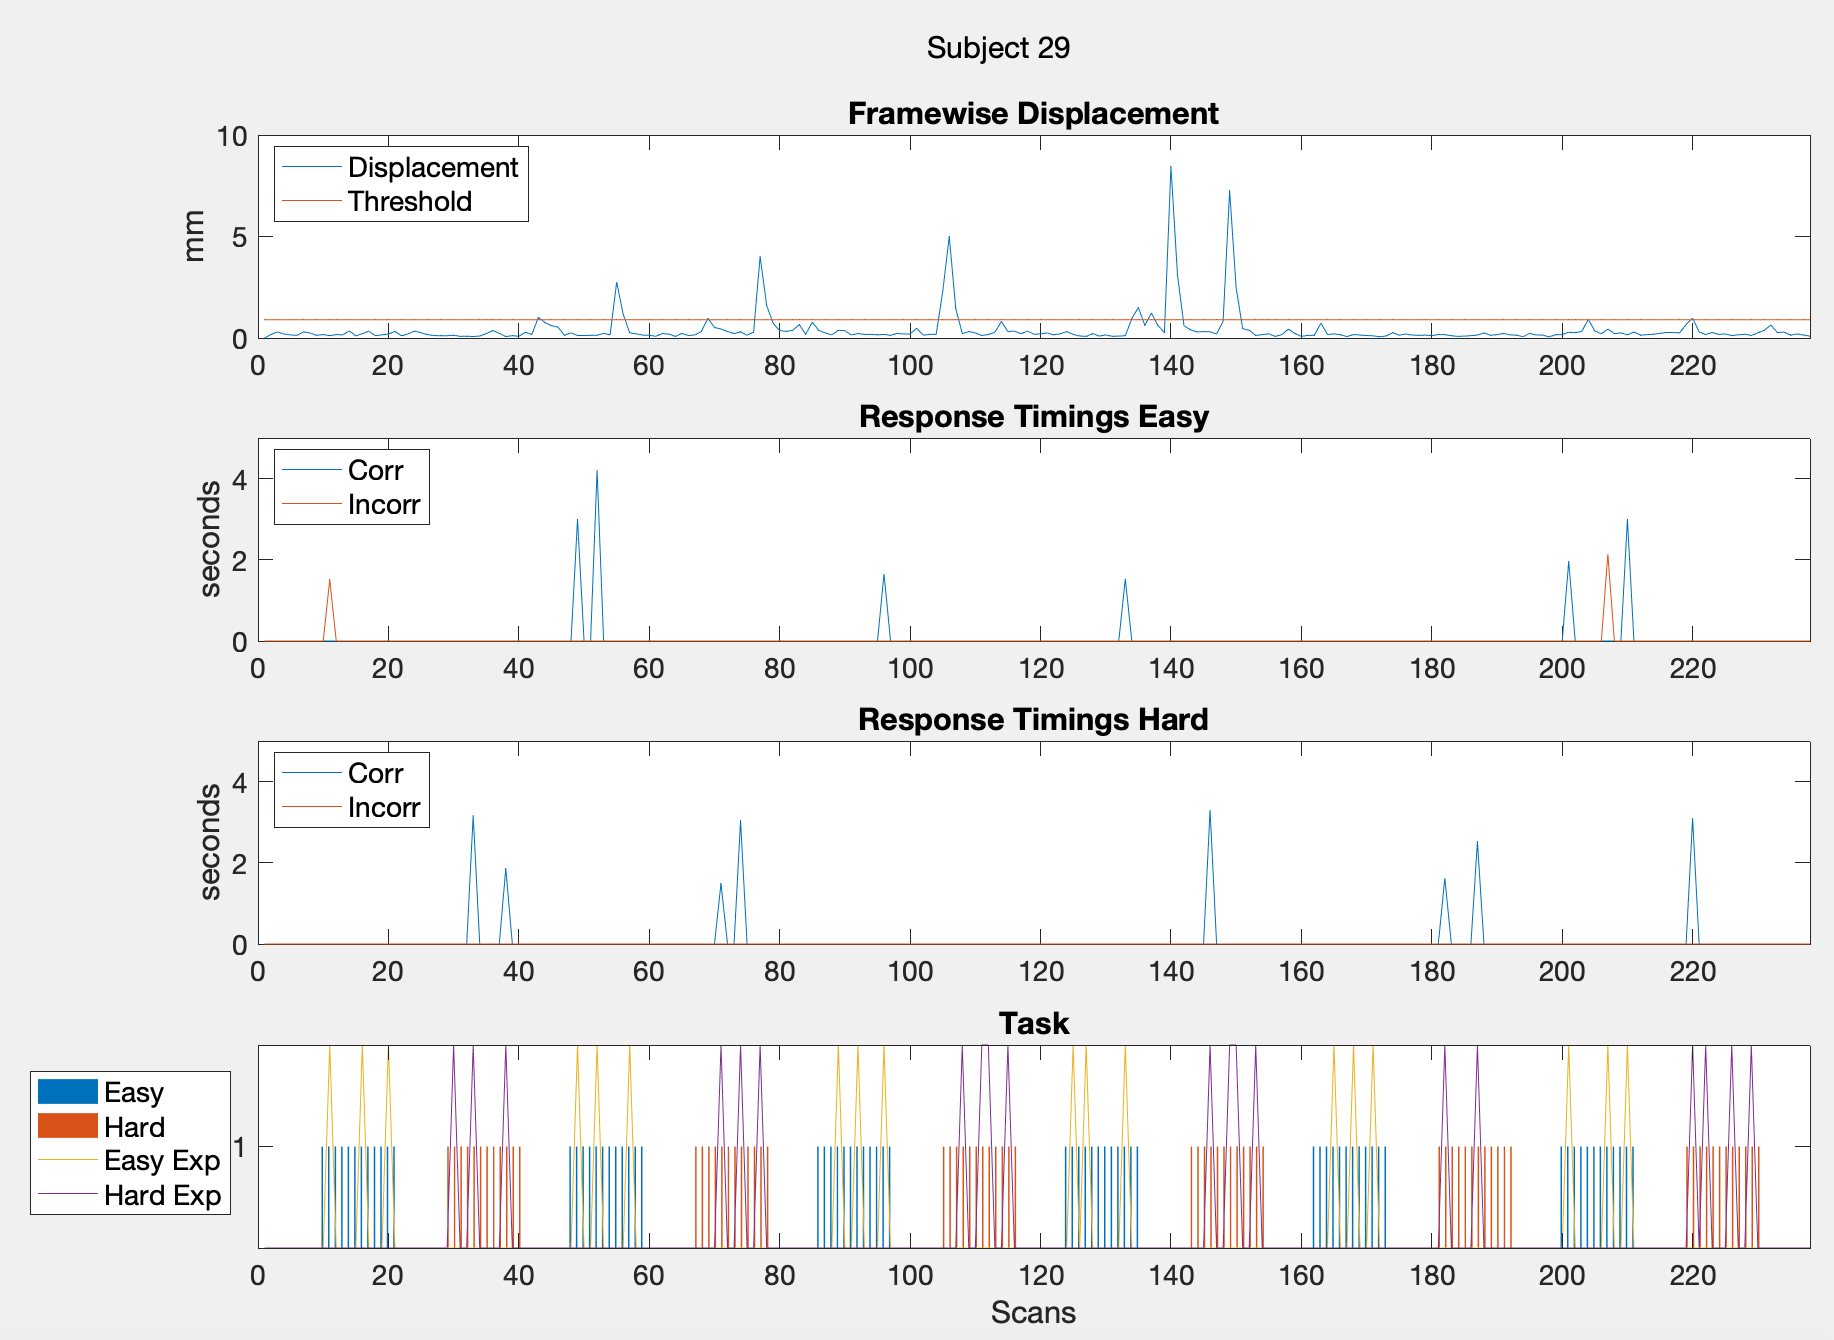 Subject 29
Framewise Displacement
10
5
0
mm
Displacement
Threshold
0 20 40 60 80 100 120 140 160 180 200 220
Response Timings Easy
4
2
0
seconds
Corr
Incorr
0 20 40 60 80 100 120 140 160 180 200 220
Response Timings Hard
4
2
0
seconds
Corr
Incorr
0 20 40 60 80 100 120 140 160 180 200 220
Task
1
Easy
Hard
Easy Exp
Hard Exp
0 20 40 60 80 100 120 140 160 180 200 220
Scans